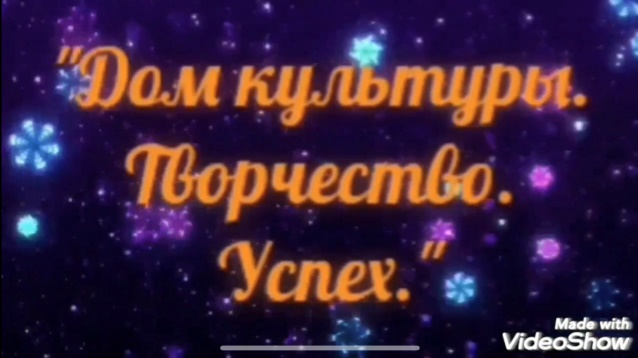 "Дом культуры.
Творчество.
Успех."
Made with
VideoShow